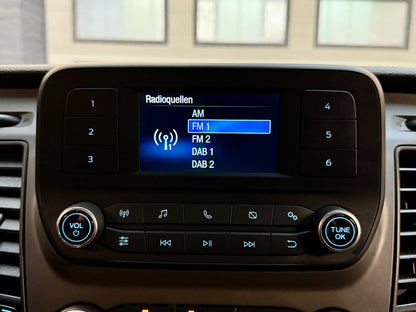 Radioquellen
AM
FM 1
FM 2
DAB 1
DAB 2
1
2
3
4
5
6
VOL
TUNE
OK